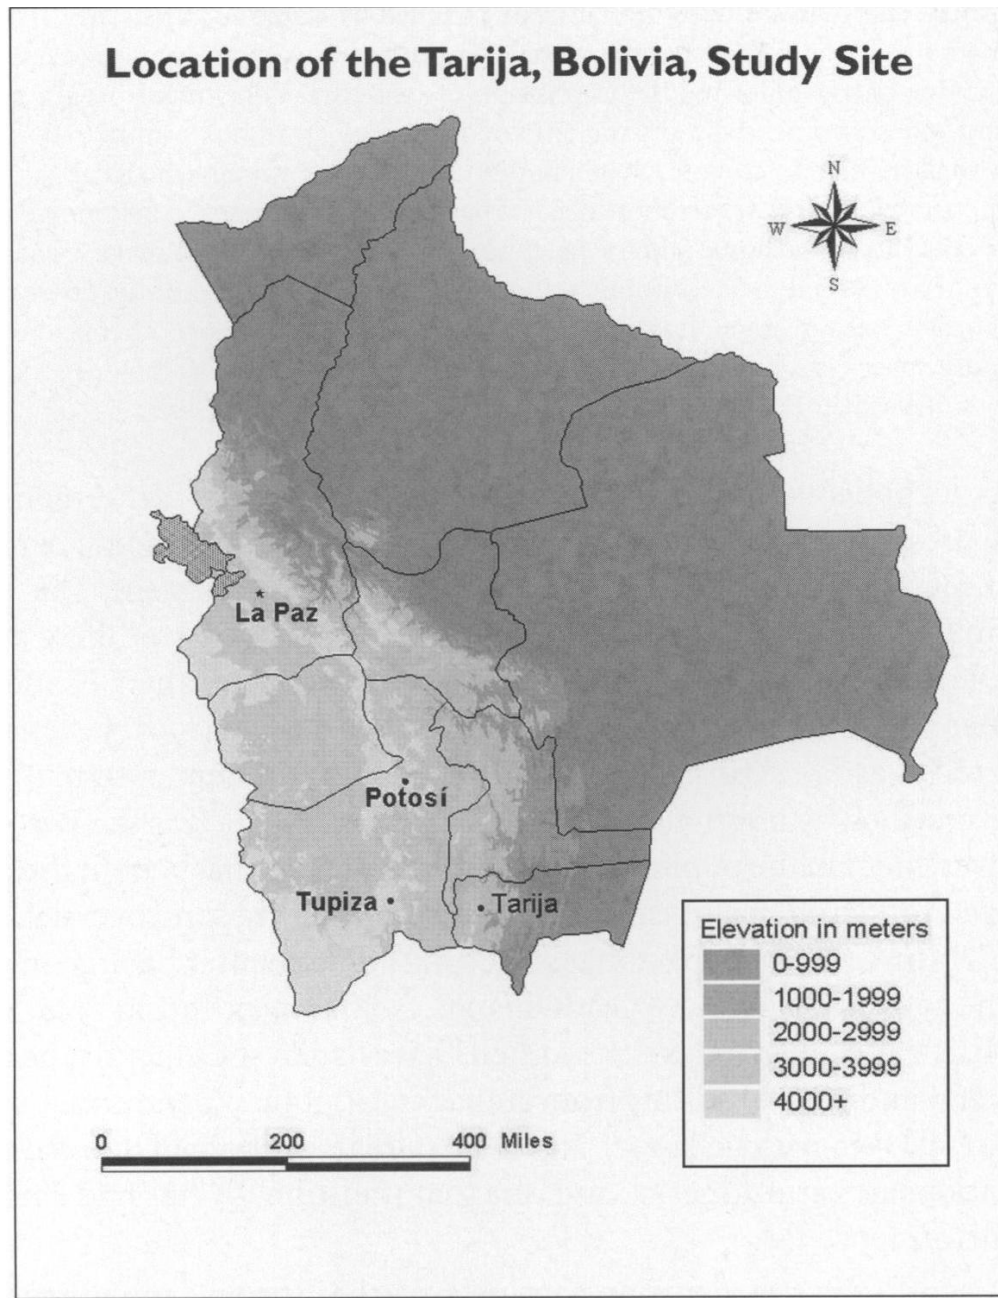 Location of the Tarija, Bolivia, Study Site
N
W E
S
La Paz
Potosí
Tupiza
Tarija
Elevation in meters
0-999
1000-1999
2000-2999
3000-3999
4000+
0 200 400 Miles